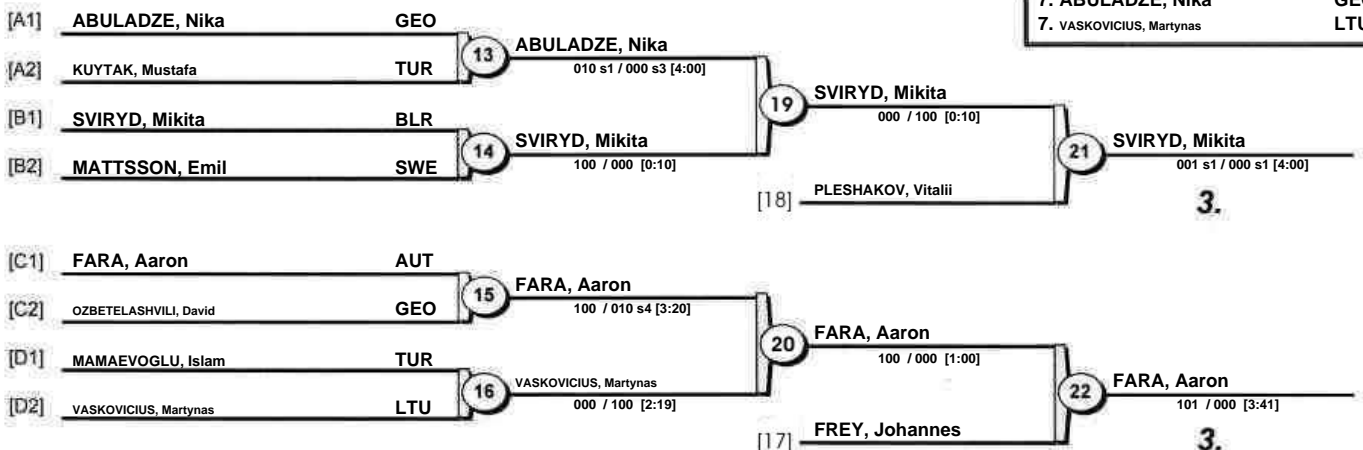 7. ABULADZE, Nika
7. VASKOVICIUS, Martynas LTU
[A1] ABULADZE, Nika GEO
13 ABULADZE, Nika
010 s1 / 000 s3 [4:00]
[A2] KUYTAK, Mustafa TUR
19 SVIRYD, Mikita
000 / 100 [0:10]
[B1] SVIRYD, Mikita BLR
14 SVIRYD, Mikita
100 / 000 [0:10]
21 SVIRYD, Mikita
001 s1 / 000 s1 [4:00]
[B2] MATTSSON, Emil SWE
[18] PLESHAKOV, Vitalii
3.
[C1] FARA, Aaron AUT
15 FARA, Aaron
100 / 010 s4 [3:20]
[C2] OZBETELASHVILI, David GEO
20 FARA, Aaron
100 / 000 [1:00]
[D1] MAMAEVOGLU, Islam TUR
16 VASKOVICIUS, Martynas
000 / 100 [2:19]
22 FARA, Aaron
101 / 000 [3:41]
[D2] VASKOVICIUS, Martynas LTU
[17] FREY, Johannes
3.